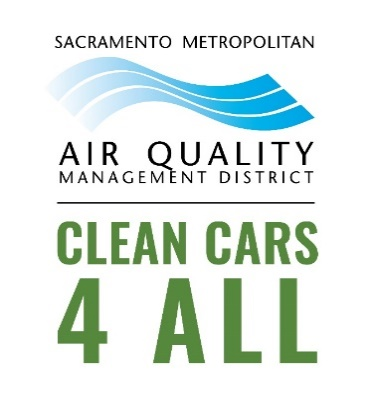 SACRAMENTO METROPOLITAN
AIR QUALITY
MANAGEMENT DISTRICT
CLEAN CARS
4 ALL